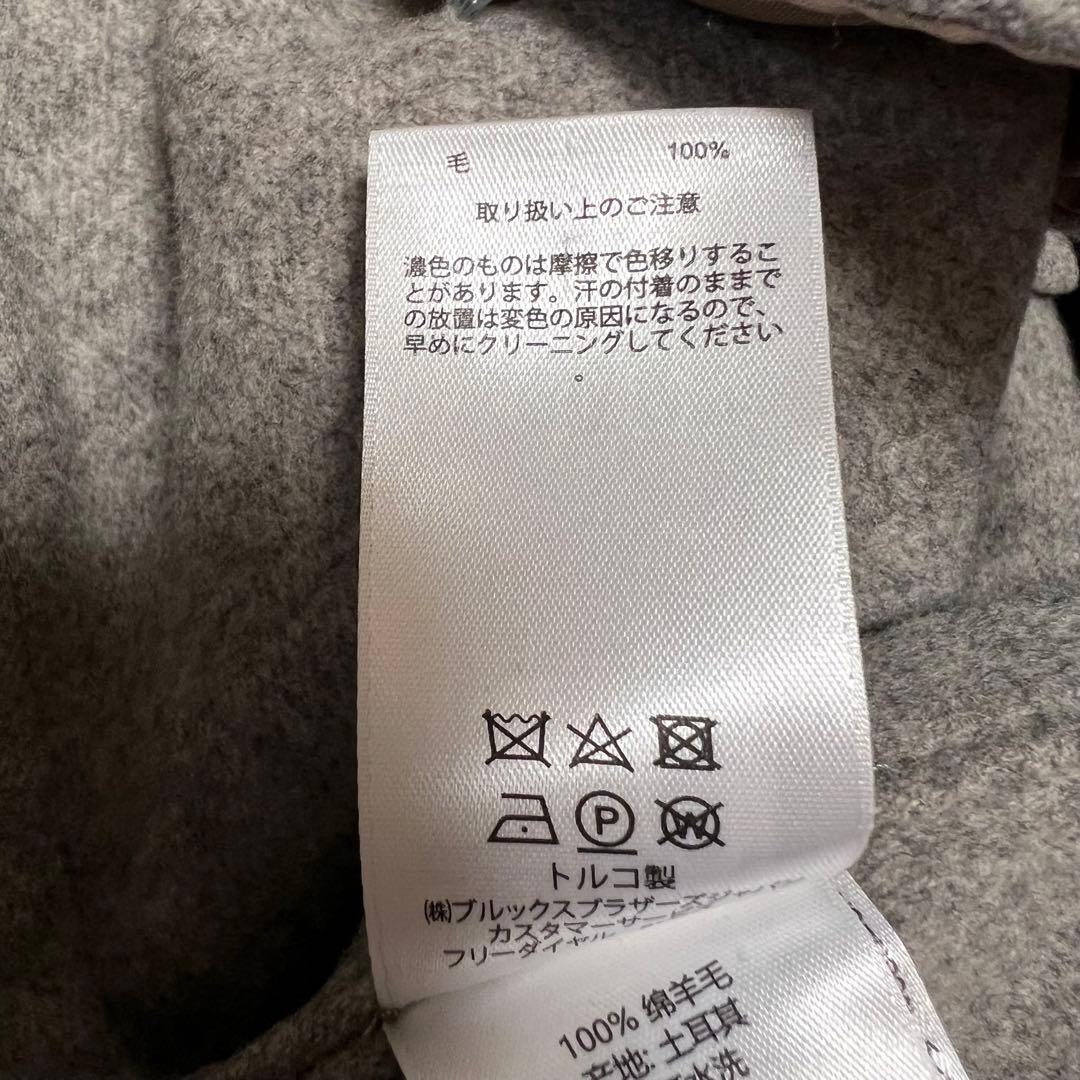 毛 100%
取り扱い上のご注意
濃色のものは摩擦で色移りするこ
とがあります。汗の付着のままで
の放置は変色の原因になるので、
早めにクリーニングしてください
。
P W
トルコ製
㈱ブルックスブラザーズ
カスタマーサー
フリーダイヤル
100% 绵羊毛
产地: 土耳其
水洗